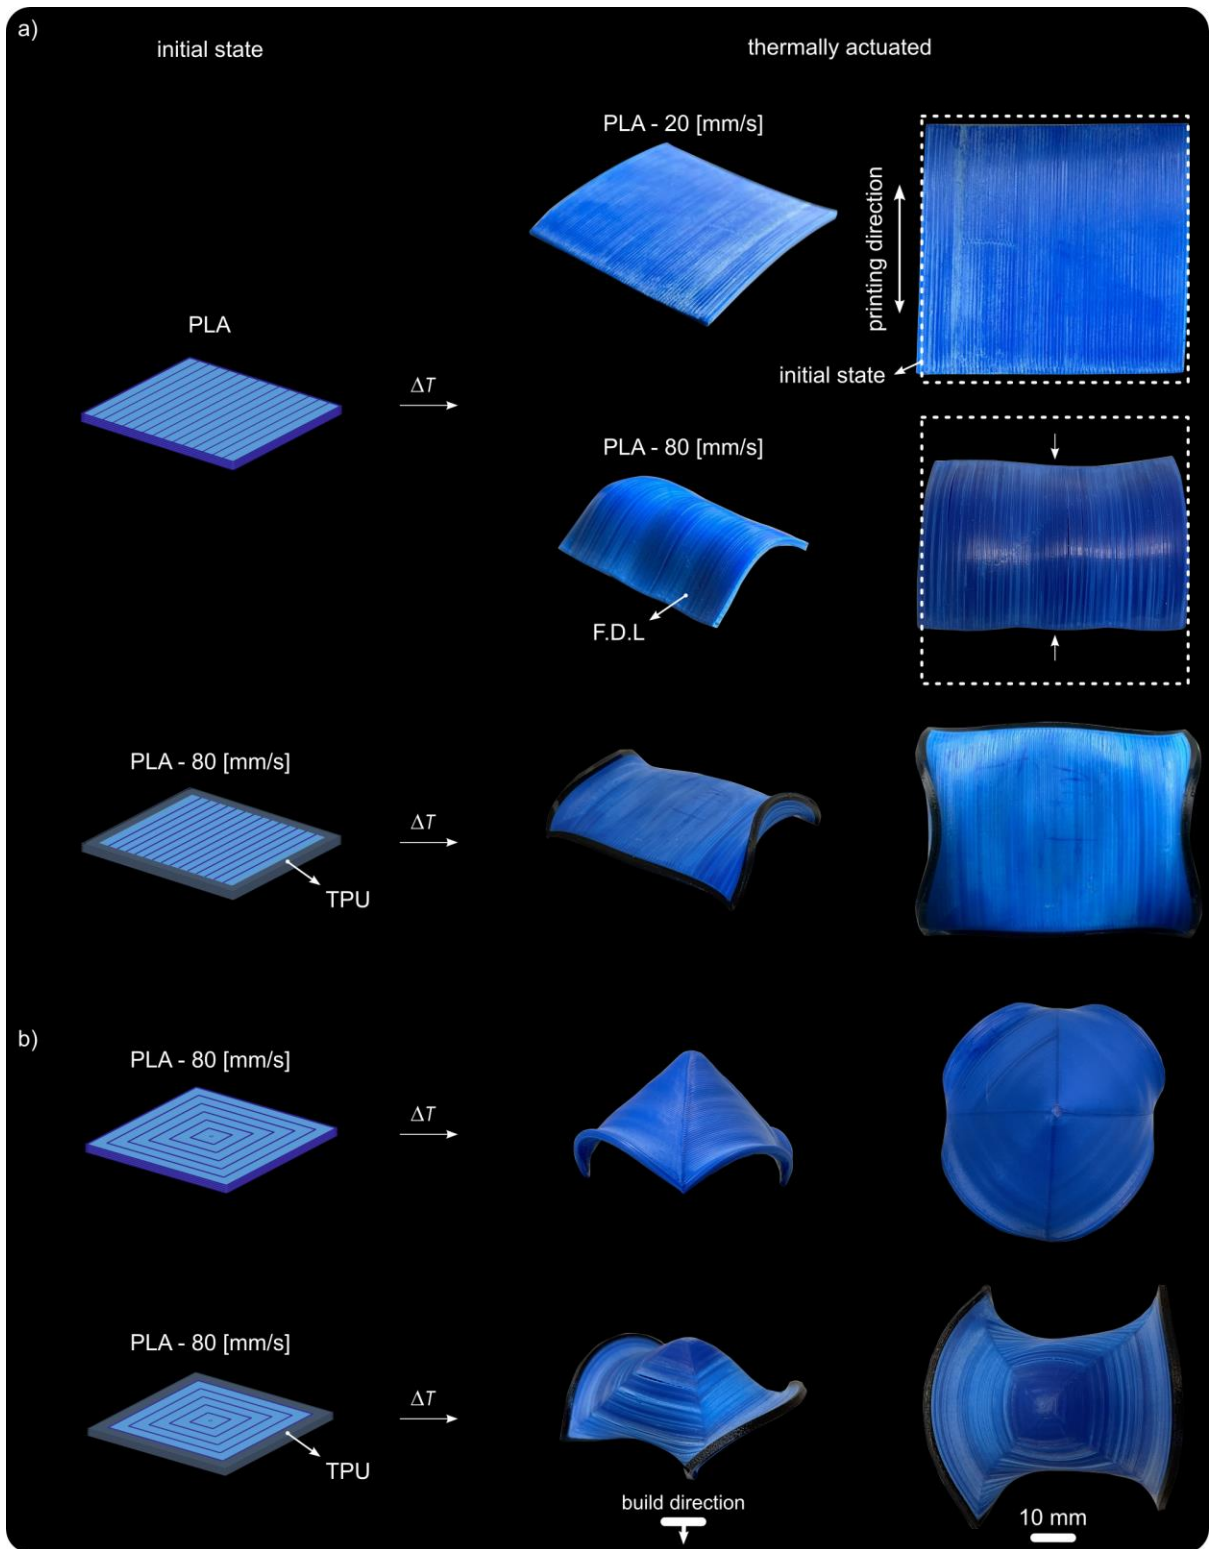 a)
initial state
thermally actuated
PLA - 20 [mm/s]
printing direction
initial state
PLA
ΔT
PLA - 80 [mm/s]
F.D.L
PLA - 80 [mm/s]
ΔT
TPU
b)
PLA - 80 [mm/s]
ΔT
PLA - 80 [mm/s]
ΔT
TPU
build direction
10 mm